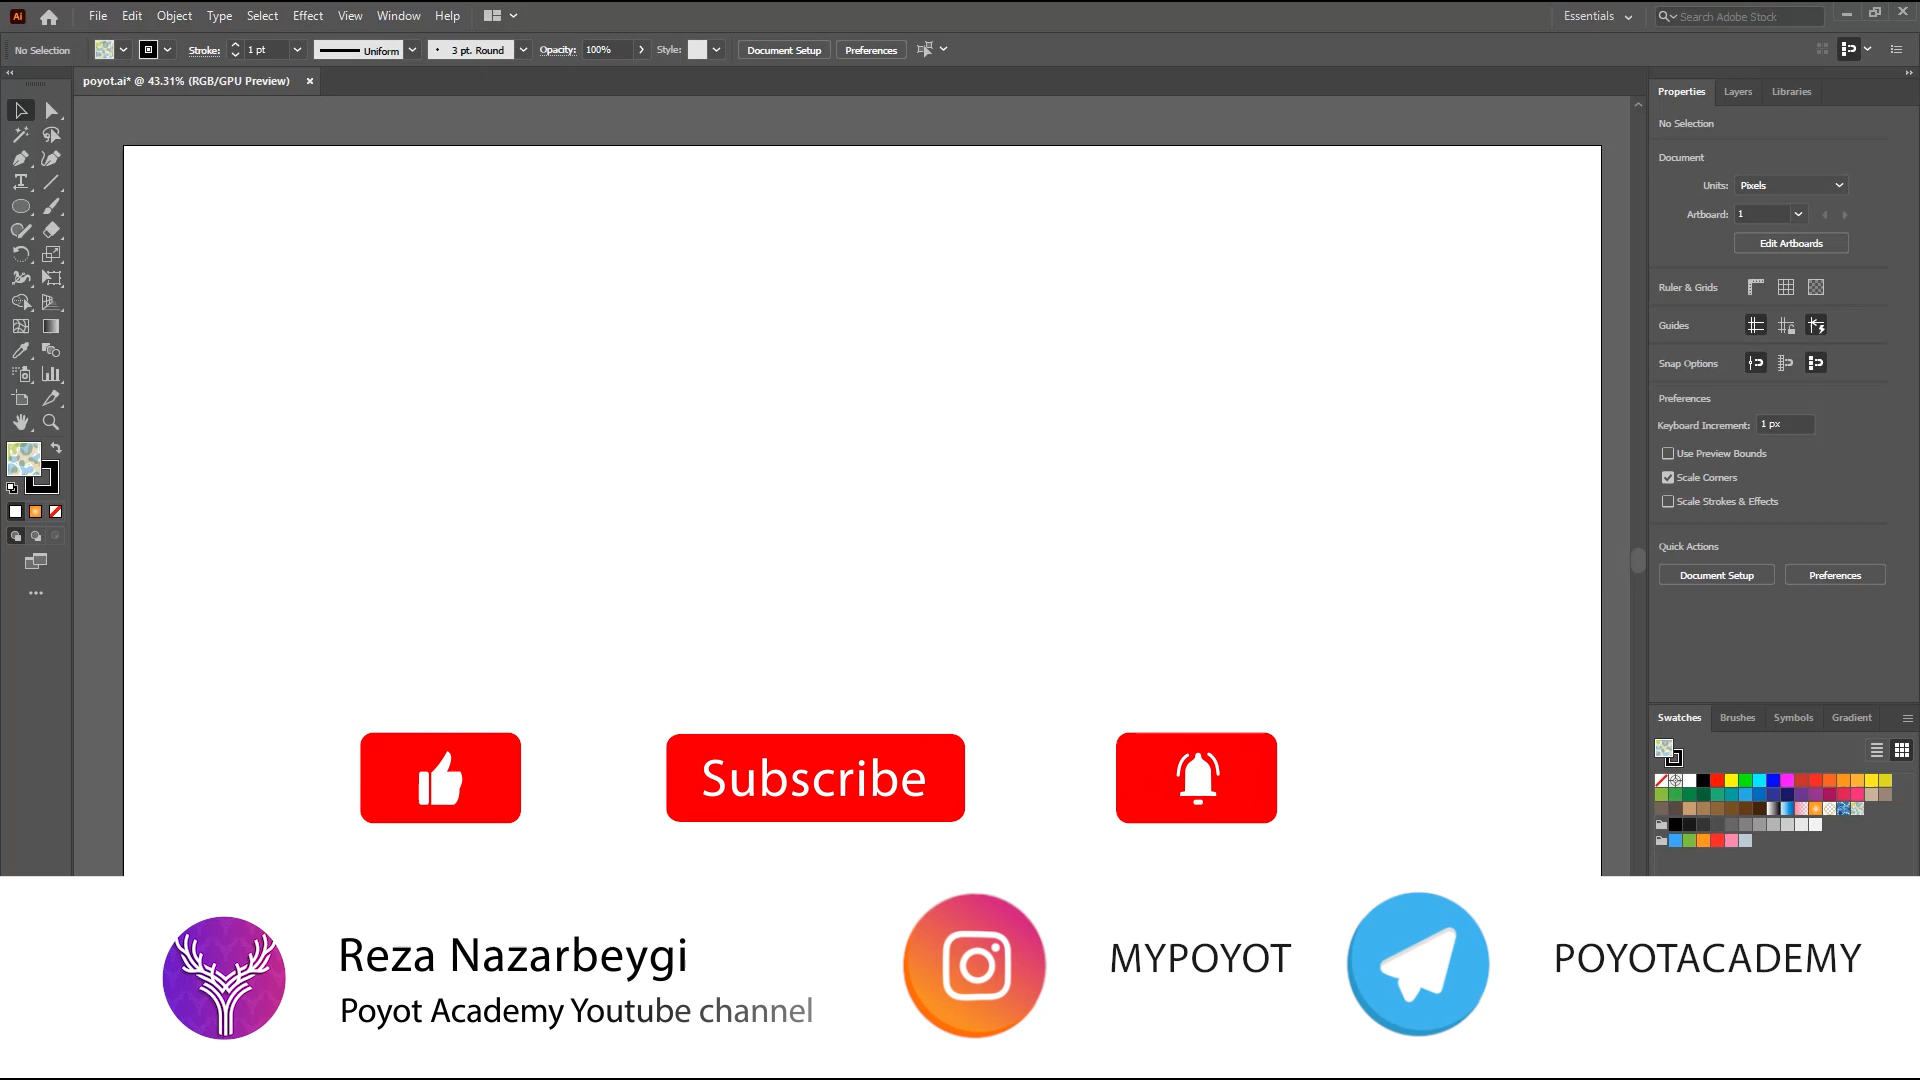 Ai File Edit Object Type Select Effect View Window Help Essentials Search Adobe Stock
No Selection Stroke: 1 pt Uniform 3 pt. Round Opacity: 100% Style: Document Setup Preferences
poyot.ai* @ 43.31% (RGB/GPU Preview)
Properties Layers Libraries
No Selection
Document
Units: Pixels
Artboard: 1
Edit Artboards
Ruler & Grids
Guides
Snap Options
Preferences
Keyboard Increment: 1 px
Use Preview Bounds
Scale Corners
Scale Strokes & Effects
Quick Actions
Document Setup Preferences
Swatches Brushes Symbols Gradient
Subscribe
Reza Nazarbeygi
Poyot Academy Youtube channel
MYPOYOT
POYOTACADEMY